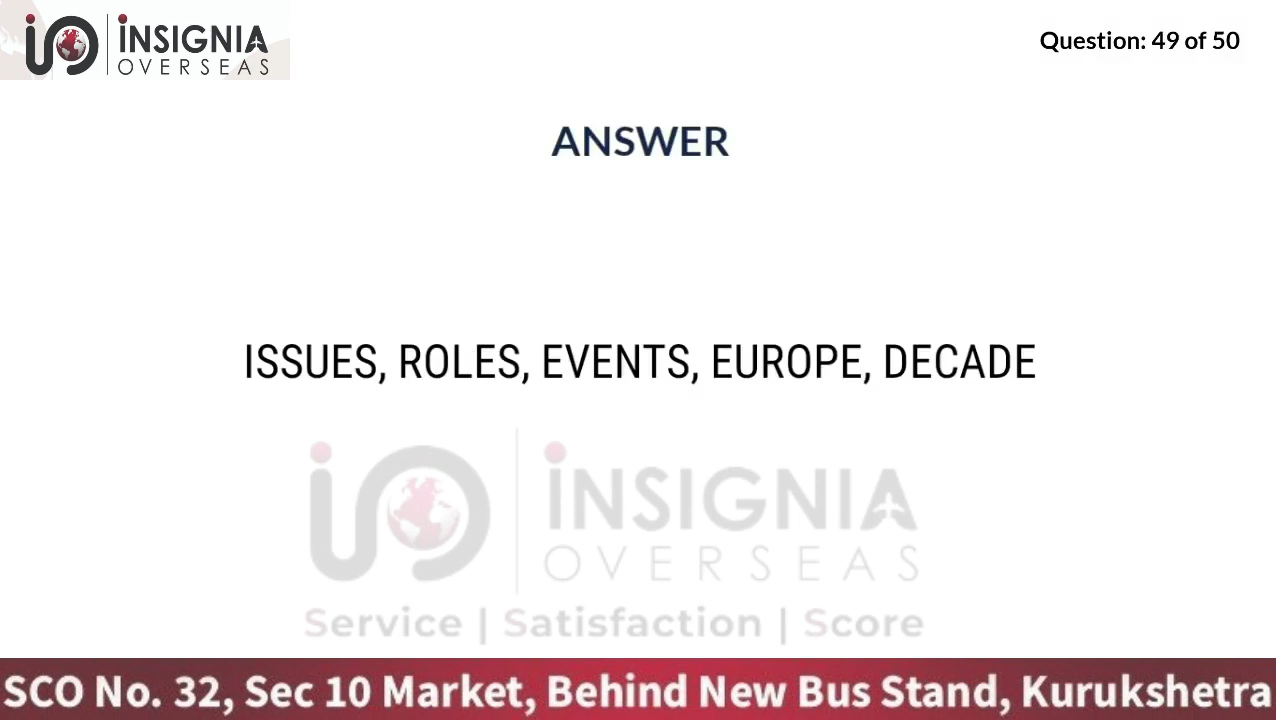 iNSIGNIA
OVERSEAS
Question: 49 of 50
ANSWER
ISSUES, ROLES, EVENTS, EUROPE, DECADE
iNSIGNIA
OVERSEAS
Service | Satisfaction | Score
SCO No. 32, Sec 10 Market, Behind New Bus Stand, Kurukshetra